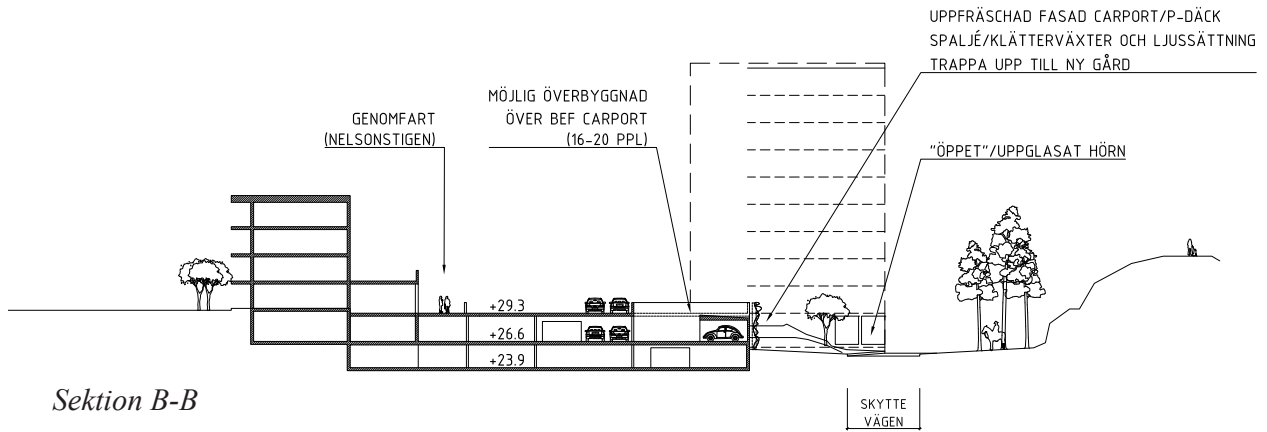 UPPFRÄSCHAD FASAD CARPORT/P-DÄCK
SPALJÉ/KLÄTTERVÄXTER OCH LJUSSÄTTNING
TRAPPA UPP TILL NY GÅRD
MÖJLIG ÖVERBYGGNAD
ÖVER BEF CARPORT
(16-20 PPL)
GENOMFART
(NELSONSTIGEN)
"ÖPPET"/UPPGLASAT HÖRN
+29.3
+26.6
+23.9
Sektion B-B
SKYTTE
VÄGEN